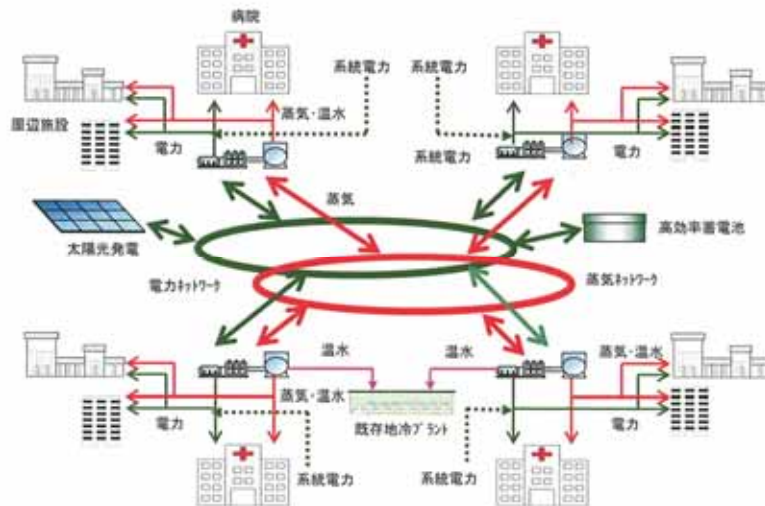 病院
系統電力
系統電力
蒸気・温水
周辺施設
電力
系統電力
電力
蒸気
太陽光発電
高効率蓄電池
電力ネットワーク
蒸気ネットワーク
温水
温水
蒸気・温水
蒸気・温水
電力
既存地冷プラント
電力
系統電力
系統電力